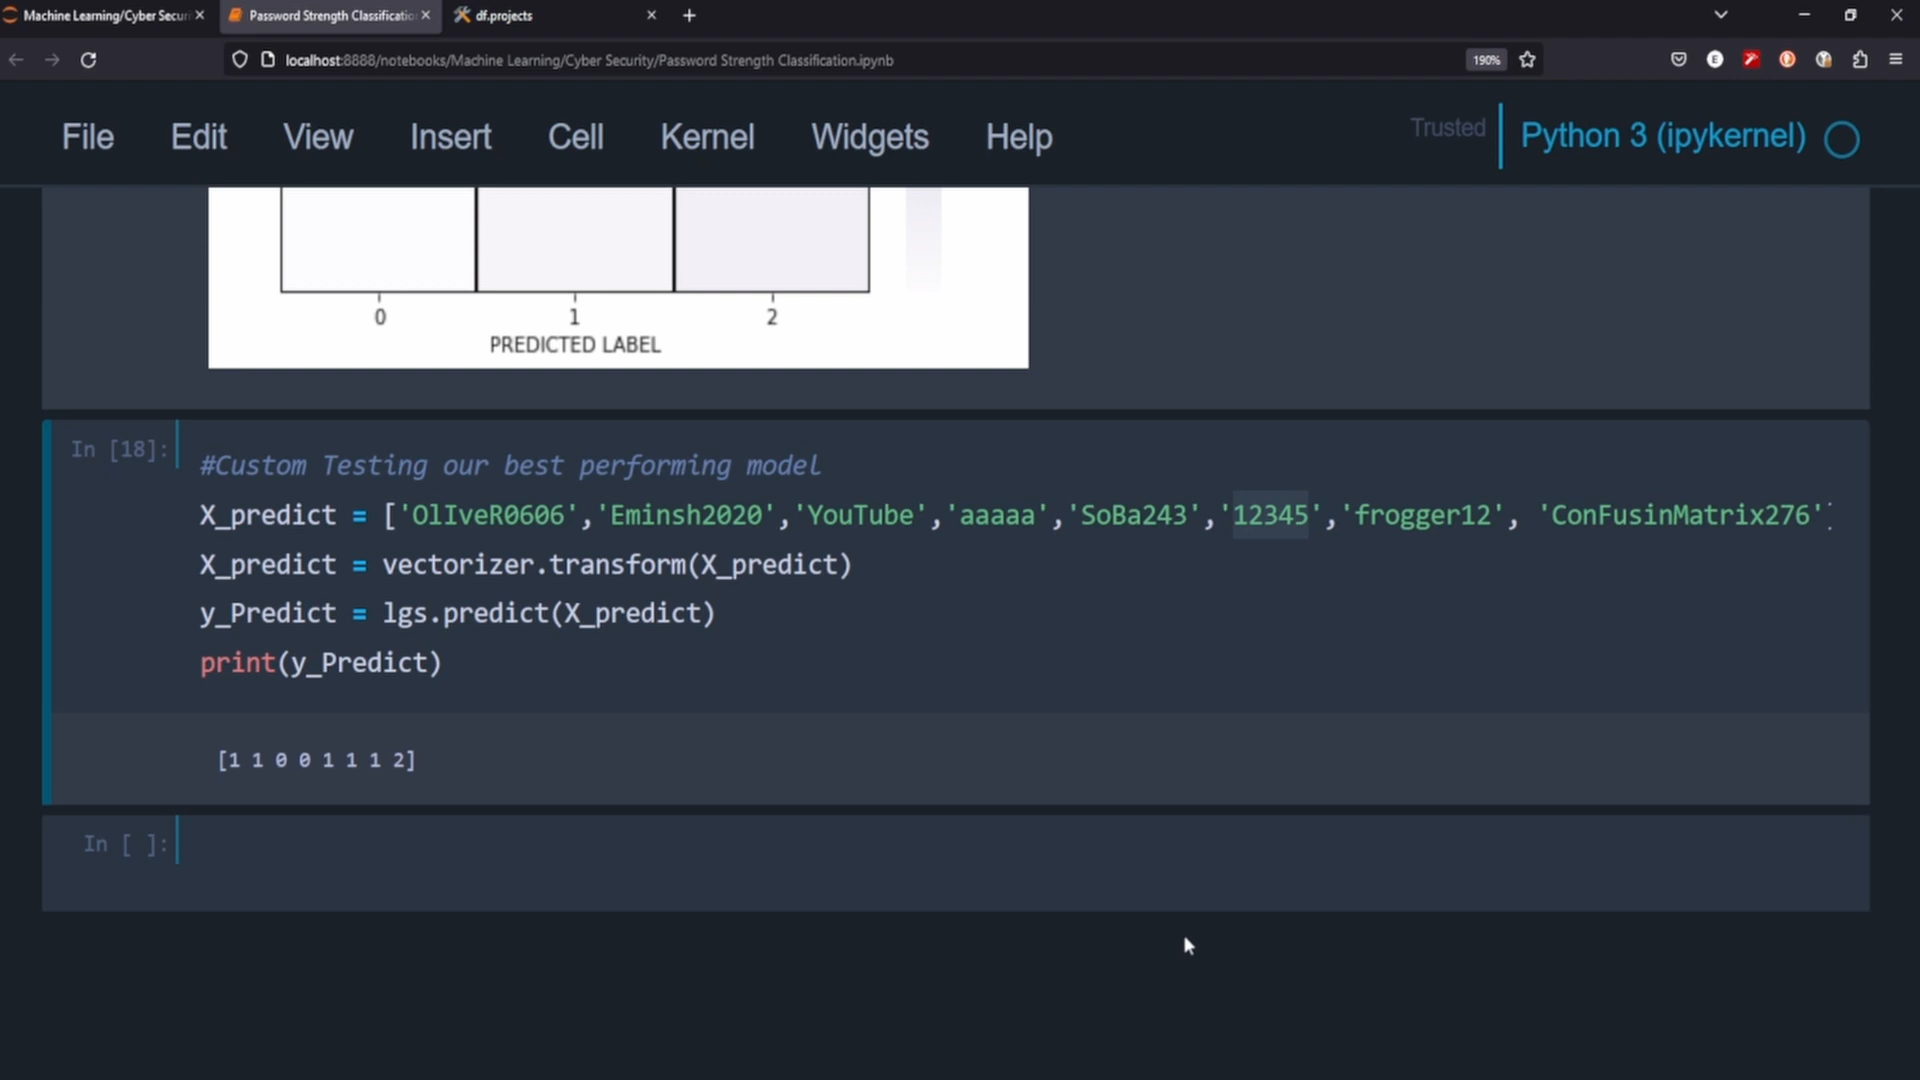 Machine Learning/Cyber Secur
Password Strength Classificatio
df.projects
localhost:8888/notebooks/Machine Learning/Cyber Security/Password Strength Classification.ipynb
190%
E
File Edit View Insert Cell Kernel Widgets Help
Trusted
Python 3 (ipykernel)
0 1 2
PREDICTED LABEL
In [18]:
#Custom Testing our best performing model
X_predict = ['OlIveR0606','Eminsh2020','YouTube','aaaaa','SoBa243','12345','frogger12', 'ConFusinMatrix276']
X_predict = vectorizer.transform(X_predict)
y_Predict = lgs.predict(X_predict)
print(y_Predict)
[1 1 0 0 1 1 1 2]
In [ ]: